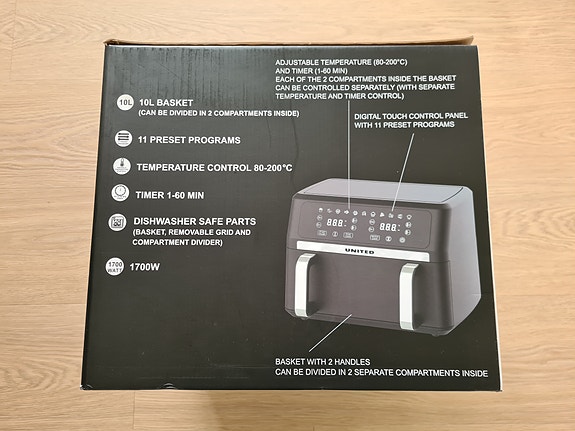 ADJUSTABLE TEMPERATURE (80-200°C)
AND TIMER (1-60 MIN)
EACH OF THE 2 COMPARTMENTS INSIDE THE BASKET
CAN BE CONTROLLED SEPARATELY (WITH SEPARATE
TEMPERATURE AND TIMER CONTROL)
10L
10L BASKET
(CAN BE DIVIDED IN 2 COMPARTMENTS INSIDE)
DIGITAL TOUCH CONTROL PANEL
WITH 11 PRESET PROGRAMS
11 PRESET PROGRAMS
TEMPERATURE CONTROL 80-200°C
TIMER 1-60 MIN
DISHWASHER SAFE PARTS
(BASKET, REMOVABLE GRID AND
COMPARTMENT DIVIDER)
1700
WATT
1700W
888
888
UNITED
BASKET WITH 2 HANDLES
CAN BE DIVIDED IN 2 SEPARATE COMPARTMENTS INSIDE